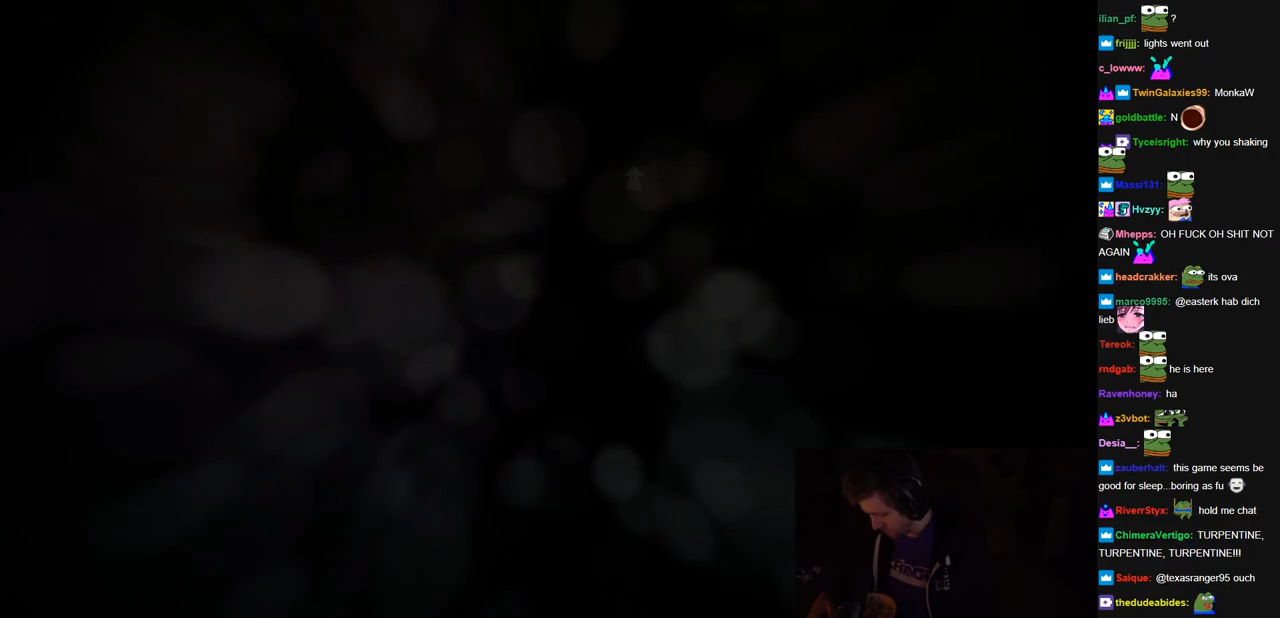 ilian_pf: ?
frijjjj: lights went out
c_lowww:
TwinGalaxies99: MonkaW
goldbattle: N
Tyceisright: why you shaking
Massi131:
Hvzyy:
Mhepps: OH FUCK OH SHIT NOT
AGAIN
headcrakker: its ova
marco9995: @easterk hab dich
lieb
Tereok:
rndgab: he is here
Ravenhoney: ha
z3vbot:
Desia__:
zauberhalt: this game seems be
good for sleep...boring as fu
RiverrStyx: hold me chat
ChimeraVertigo: TURPENTINE,
TURPENTINE, TURPENTINE!!!
Saique: @texasranger95 ouch
thedudeabides: